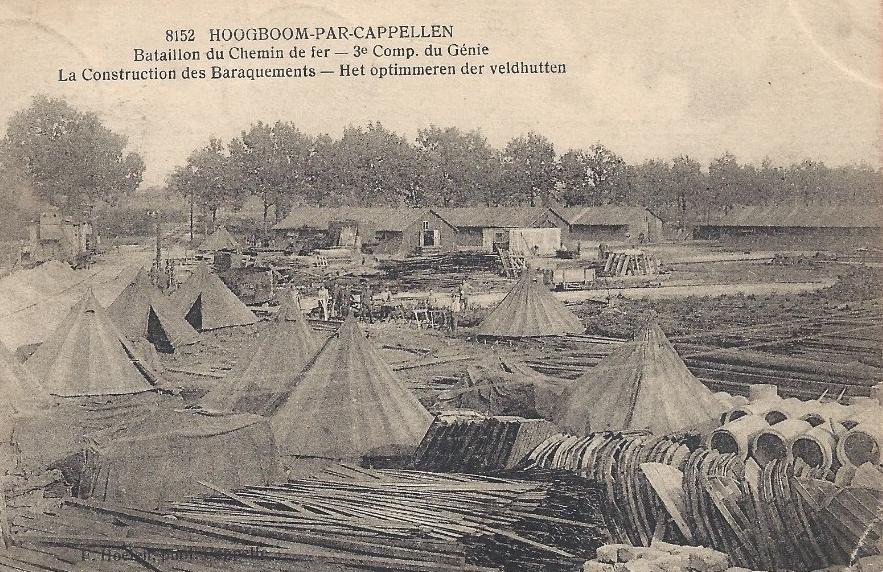 8152 HOOGBOOM-PAR-CAPPELLEN
Bataillon du Chemin de fer — 3e Comp. du Génie
La Construction des Baraquements — Het optimmeren der veldhutten
F. Hoelen,